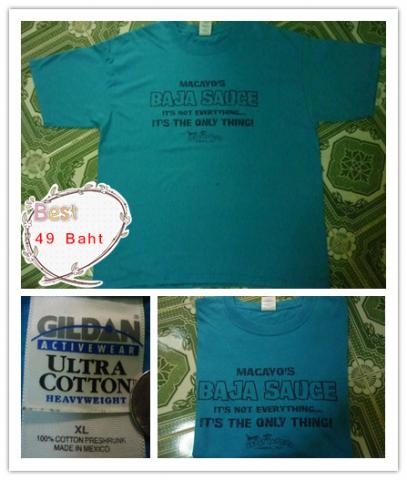 MACAYO'S
BAJA SAUCE
IT'S NOT EVERYTHING...
IT'S THE ONLY THING!
Best
49 Baht
GILDAN
ACTIVEWEAR
ULTRA
COTTON
HEAVYWEIGHT
XL
100% COTTON PRESHRUNK
MADE IN MEXICO
MACAYO'S
BAJA SAUCE
IT'S NOT EVERYTHING...
IT'S THE ONLY THING!